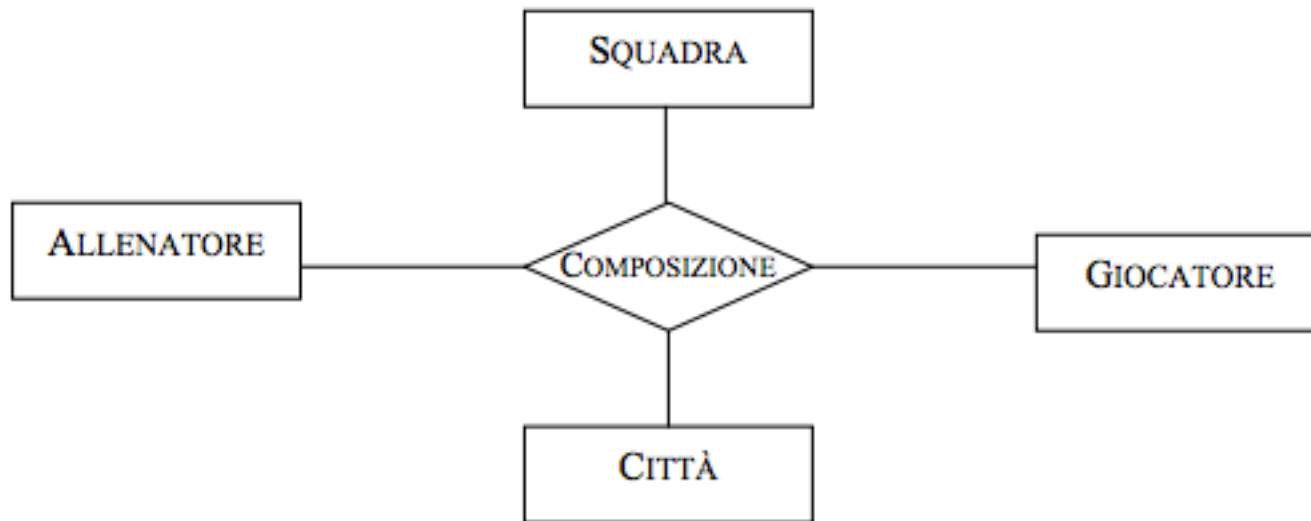 SQUADRA
ALLENATORE
COMPOSIZIONE
GIOCATORE
CITTÀ